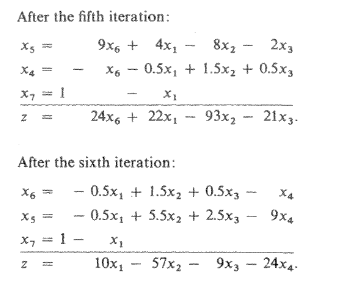 After the fifth iteration:
x₅ = 9x₆ + 4x₁ − 8x₂ − 2x₃
x₄ = − x₆ − 0.5x₁ + 1.5x₂ + 0.5x₃
x₇ = 1 − x₁
z = 24x₆ + 22x₁ − 93x₂ − 21x₃.
After the sixth iteration:
x₆ = − 0.5x₁ + 1.5x₂ + 0.5x₃ − x₄
x₅ = − 0.5x₁ + 5.5x₂ + 2.5x₃ − 9x₄
x₇ = 1 − x₁
z = 10x₁ − 57x₂ − 9x₃ − 24x₄.